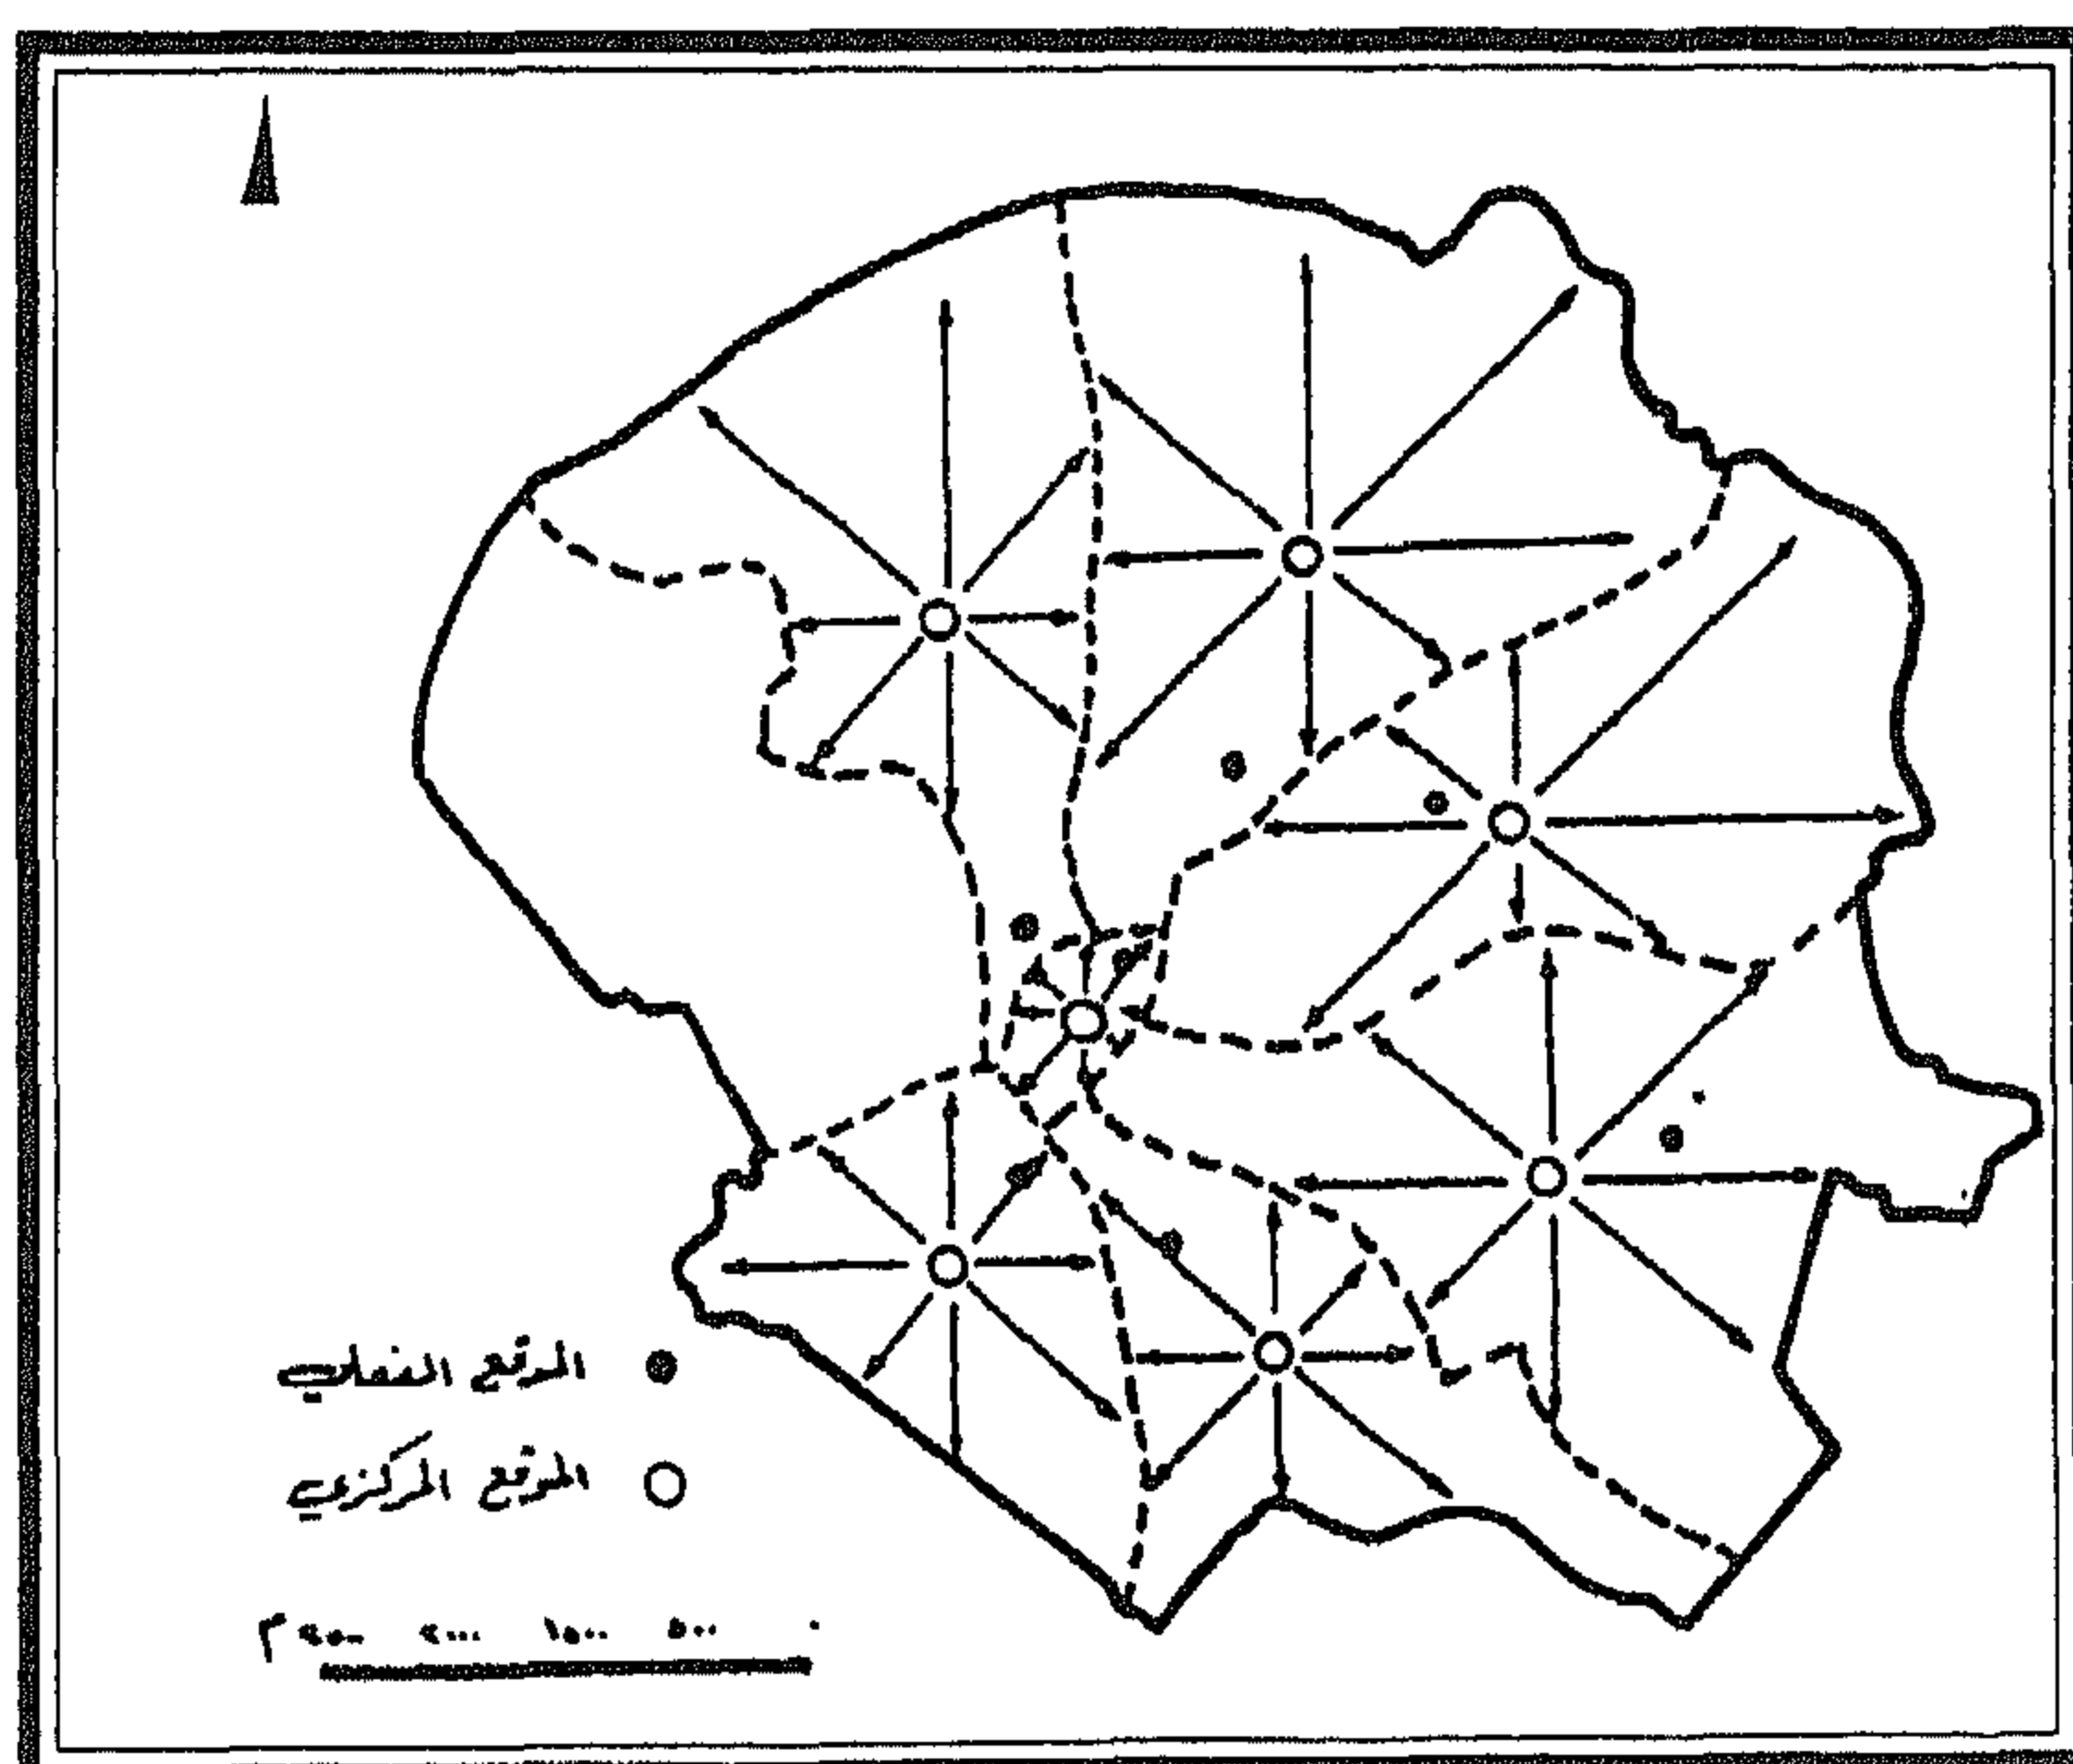 الموقع الفعلي
الموقع المركزي
٠ ٥٠٠ ١٥٠٠ ٢٠٠٠ ٢٥٠٠ م